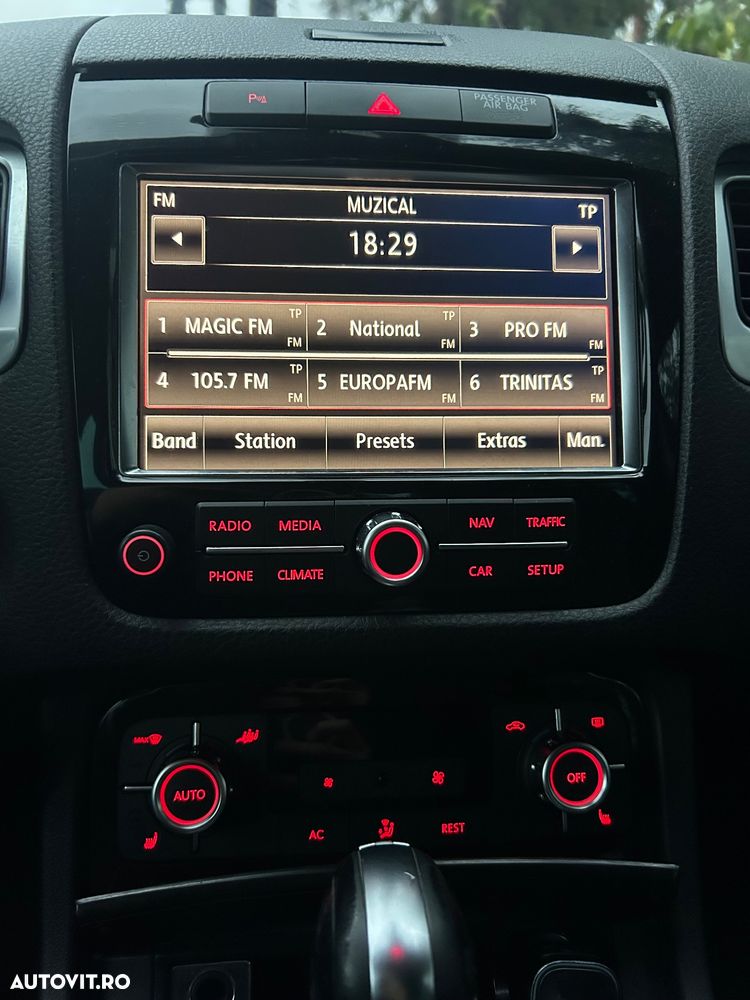 PASSENGER
AIR BAG
FM MUZICAL TP
18:29
1 MAGIC FM TP FM 2 National TP FM 3 PRO FM FM
4 105.7 FM TP FM 5 EUROPAFM FM 6 TRINITAS TP FM
Band Station Presets Extras Man.
RADIO MEDIA NAV TRAFFIC
PHONE CLIMATE CAR SETUP
MAX
AUTO OFF
AC REST
AUTOVIT.RO